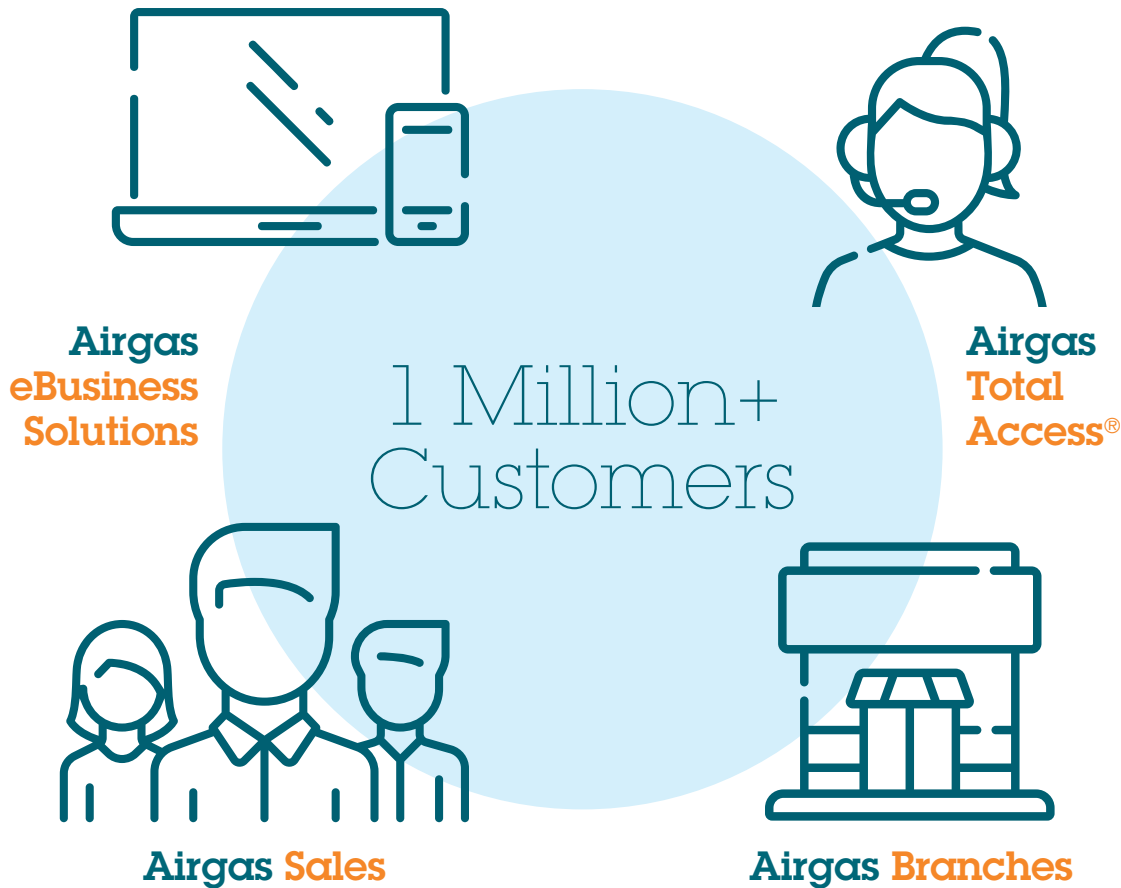 Airgas
eBusiness
Solutions
Airgas
Total
Access®
1 Million+
Customers
Airgas Sales
Airgas Branches